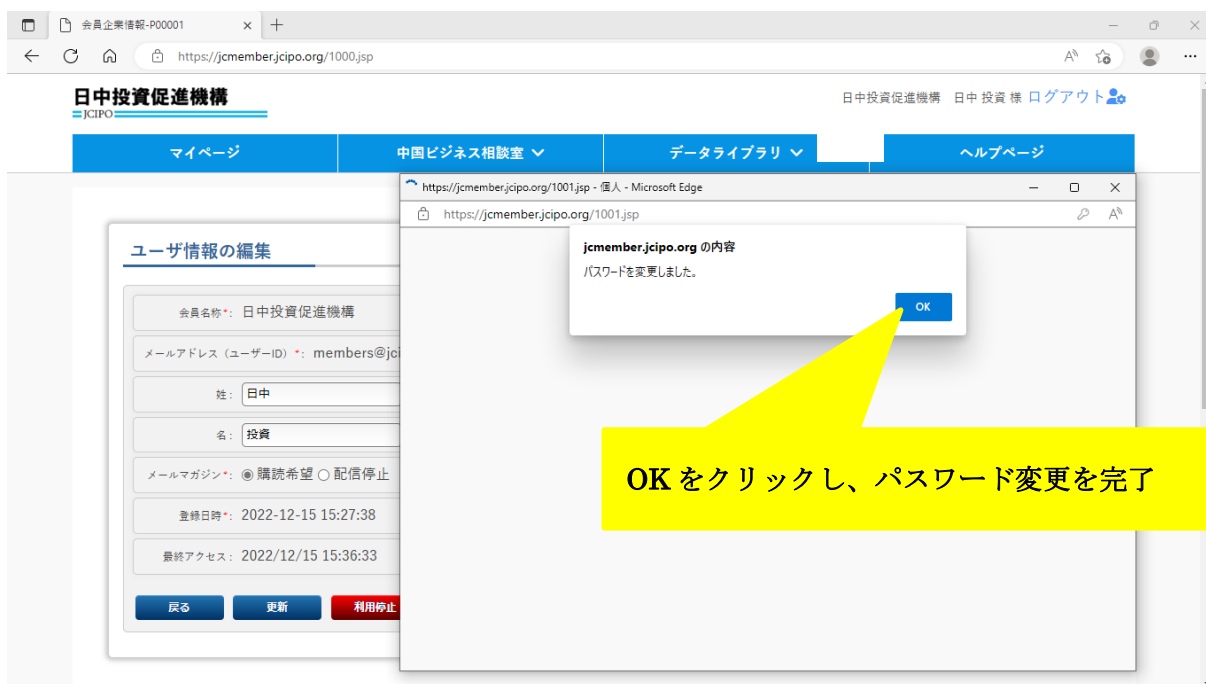 会員企業情報-P00001
https://jcmember.jcipo.org/1000.jsp
日中投資促進機構
JCIPO
日中投資促進機構 日中 投資 様 ログアウト
マイページ 中国ビジネス相談室 データライブラリ ヘルプページ
https://jcmember.jcipo.org/1001.jsp - 個人 - Microsoft Edge
https://jcmember.jcipo.org/1001.jsp
jcmember.jcipo.org の内容
パスワードを変更しました。
OK
ユーザ情報の編集
会員名称*: 日中投資促進機構
メールアドレス（ユーザーID）*: members@jci
姓: 日中
名: 投資
メールマガジン*: 購読希望 配信停止
登録日時*: 2022-12-15 15:27:38
最終アクセス: 2022/12/15 15:36:33
戻る 更新 利用停止
OK をクリックし、パスワード変更を完了